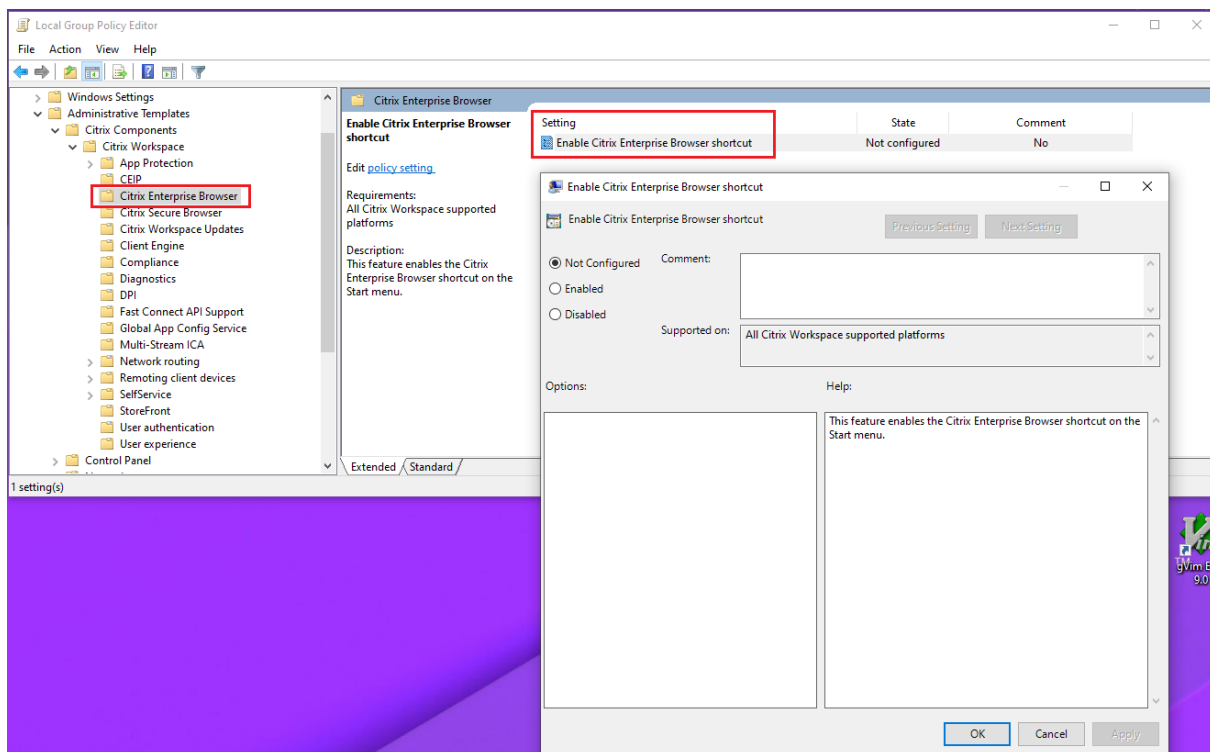 Local Group Policy Editor
File Action View Help
Windows Settings
Administrative Templates
Citrix Components
Citrix Workspace
App Protection
CEIP
Citrix Enterprise Browser
Citrix Secure Browser
Citrix Workspace Updates
Client Engine
Compliance
Diagnostics
DPI
Fast Connect API Support
Global App Config Service
Multi-Stream ICA
Network routing
Remoting client devices
SelfService
StoreFront
User authentication
User experience
Control Panel
1 setting(s)
Citrix Enterprise Browser
Enable Citrix Enterprise Browser
shortcut
Edit policy setting
Requirements:
All Citrix Workspace supported
platforms
Description:
This feature enables the Citrix
Enterprise Browser shortcut on the
Start menu.
Setting State Comment
Enable Citrix Enterprise Browser shortcut Not configured No
Extended Standard
Enable Citrix Enterprise Browser shortcut
Enable Citrix Enterprise Browser shortcut
Previous Setting Next Setting
Not Configured
Enabled
Disabled
Comment:
Supported on:
All Citrix Workspace supported platforms
Options:
Help:
This feature enables the Citrix Enterprise Browser shortcut on the
Start menu.
OK Cancel Apply
gVim
9.0